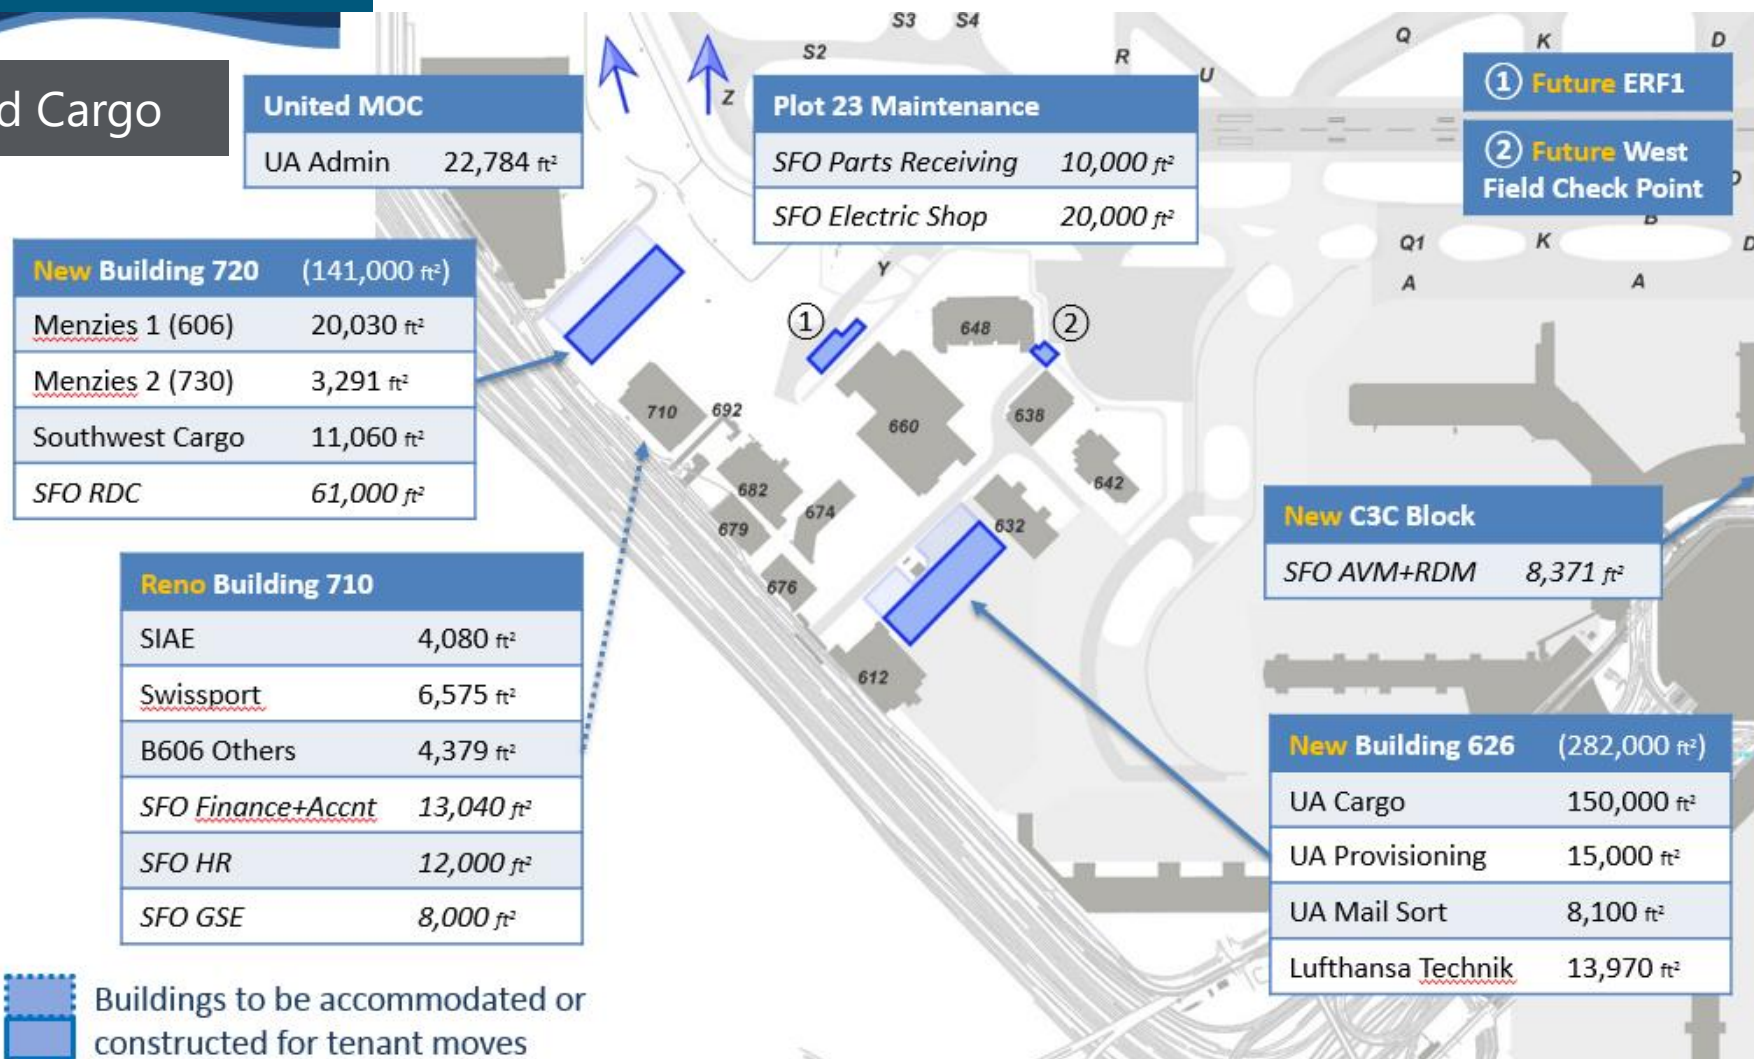 d Cargo
S3 S4
S2
R
U
Z
Q K D
United MOC
UA Admin 22,784 ft²
Plot 23 Maintenance
SFO Parts Receiving 10,000 ft²
SFO Electric Shop 20,000 ft²
① Future ERF1
② Future West
Field Check Point
D
B
Q1 K D
A A
Y
New Building 720 (141,000 ft²)
Menzies 1 (606) 20,030 ft²
Menzies 2 (730) 3,291 ft²
Southwest Cargo 11,060 ft²
SFO RDC 61,000 ft²
①
②
648
710
692
660
638
682
642
679
674
632
676
612
New C3C Block
SFO AVM+RDM 8,371 ft²
Reno Building 710
SIAE 4,080 ft²
Swissport 6,575 ft²
B606 Others 4,379 ft²
SFO Finance+Accnt 13,040 ft²
SFO HR 12,000 ft²
SFO GSE 8,000 ft²
New Building 626 (282,000 ft²)
UA Cargo 150,000 ft²
UA Provisioning 15,000 ft²
UA Mail Sort 8,100 ft²
Lufthansa Technik 13,970 ft²
Buildings to be accommodated or
constructed for tenant moves